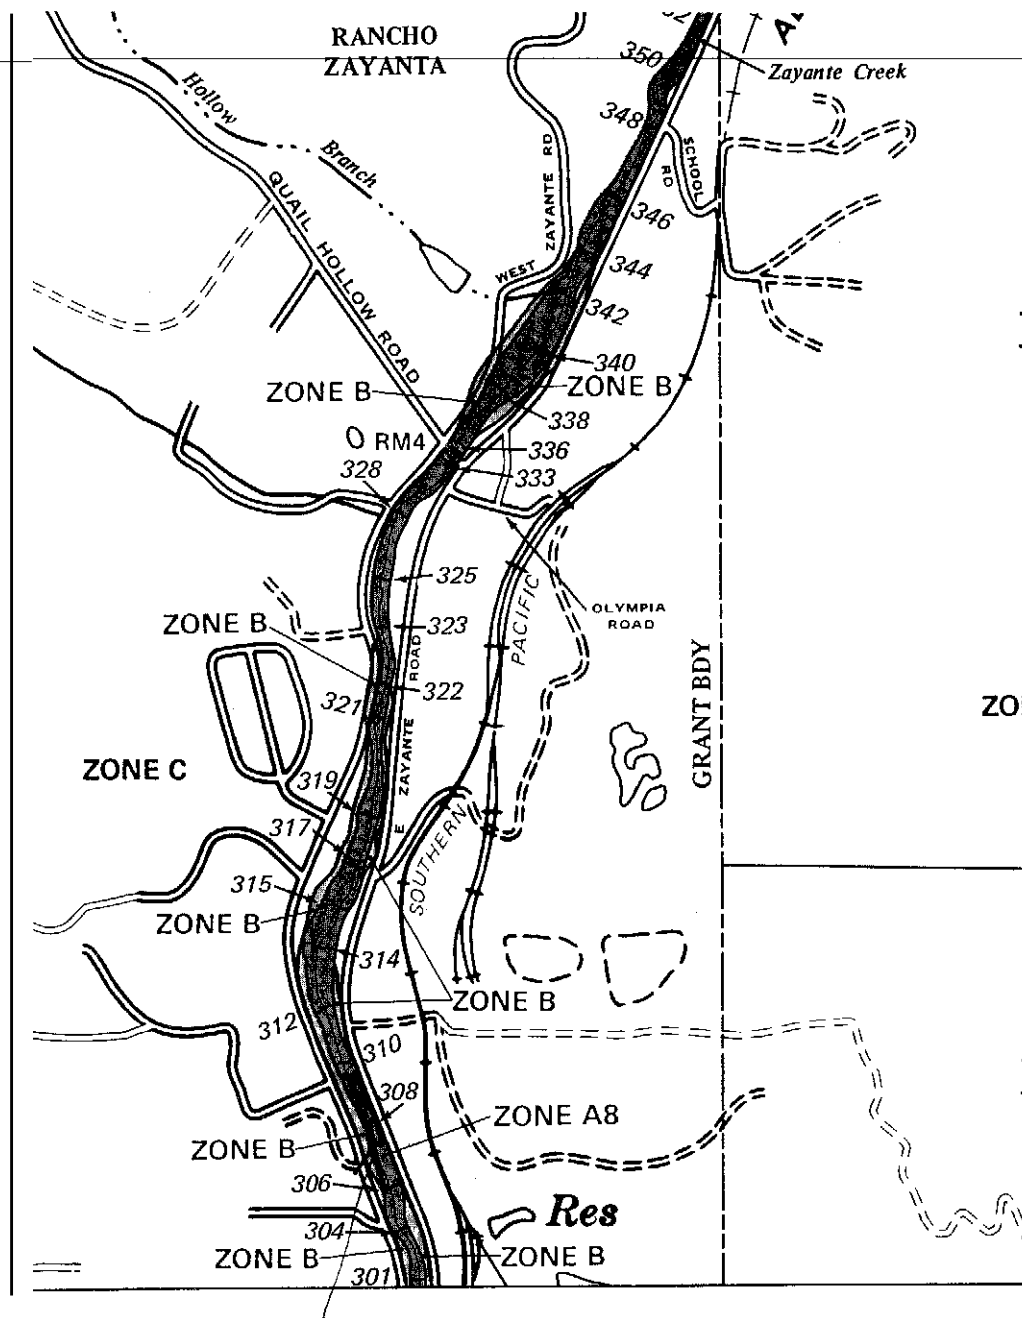 RANCHO
ZAYANTA
350
Zayante Creek
Hollow
348
Branch
WEST ZAYANTE RD
SCHOOL
RD
QUAIL HOLLOW ROAD
346
344
342
340
ZONE B
ZONE B
338
RM4
336
328
333
325
OLYMPIA
ROAD
ZONE B
323
322
321
E ZAYANTE ROAD
SOUTHERN PACIFIC
GRANT BDY
ZO
ZONE C
319
317
315
ZONE B
314
ZONE B
312
310
308
ZONE A8
ZONE B
306
Res
304
ZONE B
ZONE B
301